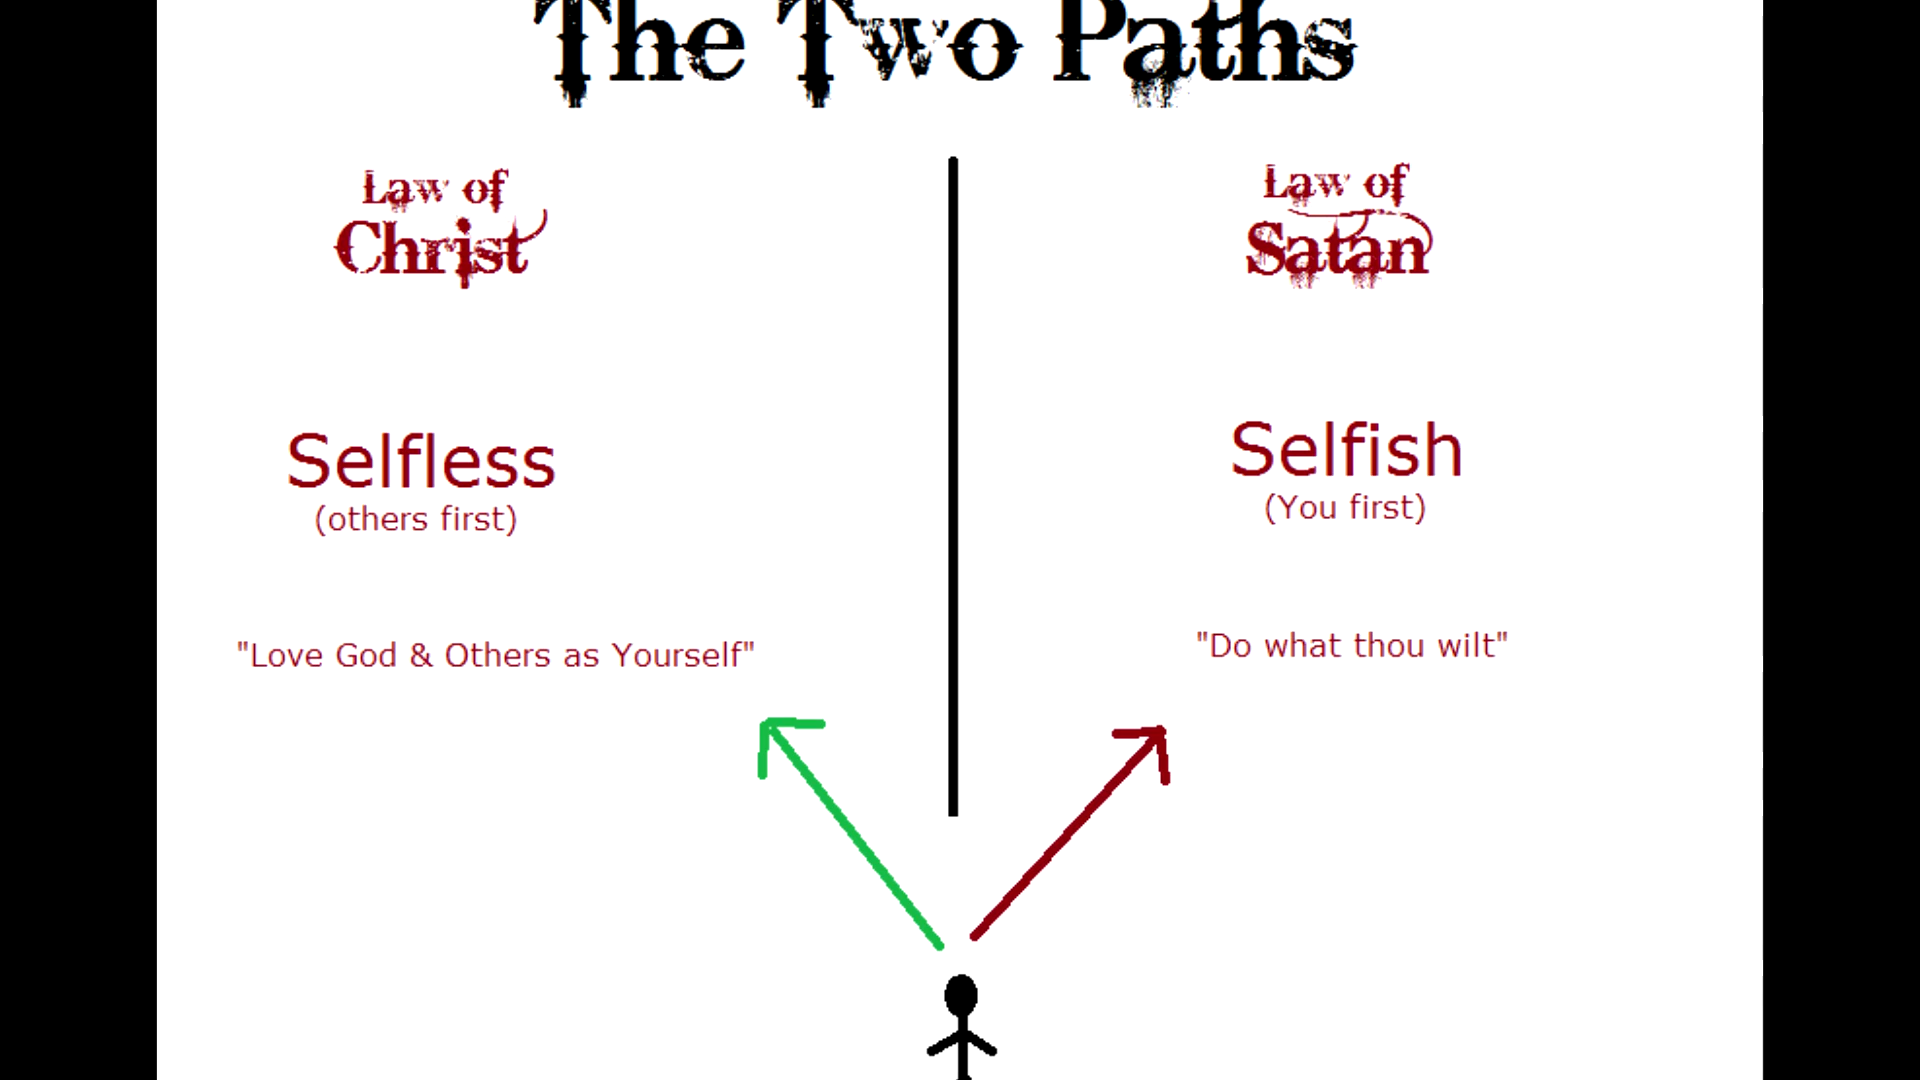 The Two Paths
Law of
Christ
Selfless
(others first)
"Love God & Others as Yourself"
Law of
Satan
Selfish
(You first)
"Do what thou wilt"